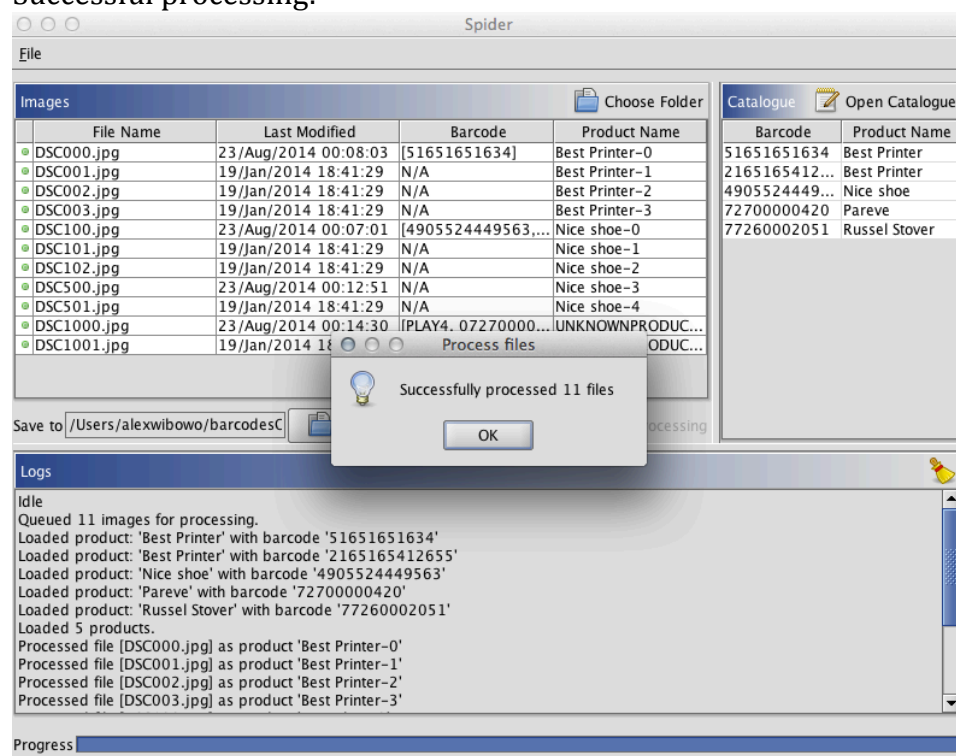 Successful processing.
Spider
File
Images Choose Folder
Catalogue Open Catalogue
File Name Last Modified Barcode Product Name
DSC000.jpg 23/Aug/2014 00:08:03 [51651651634] Best Printer-0
DSC001.jpg 19/Jan/2014 18:41:29 N/A Best Printer-1
DSC002.jpg 19/Jan/2014 18:41:29 N/A Best Printer-2
DSC003.jpg 19/Jan/2014 18:41:29 N/A Best Printer-3
DSC100.jpg 23/Aug/2014 00:07:01 [4905524449563,... Nice shoe-0
DSC101.jpg 19/Jan/2014 18:41:29 N/A Nice shoe-1
DSC102.jpg 19/Jan/2014 18:41:29 N/A Nice shoe-2
DSC500.jpg 23/Aug/2014 00:12:51 N/A Nice shoe-3
DSC501.jpg 19/Jan/2014 18:41:29 N/A Nice shoe-4
DSC1000.jpg 23/Aug/2014 00:14:30 [PLAY4, 07270000... UNKNOWNPRODUC...
DSC1001.jpg 19/Jan/2014 18 ODUC...
Barcode Product Name
51651651634 Best Printer
2165165412... Best Printer
4905524449... Nice shoe
72700000420 Pareve
77260002051 Russel Stover
Process files
Successfully processed 11 files
OK
Save to /Users/alexwibowo/barcodesC ocessing
Logs
Idle
Queued 11 images for processing.
Loaded product: 'Best Printer' with barcode '51651651634'
Loaded product: 'Best Printer' with barcode '2165165412655'
Loaded product: 'Nice shoe' with barcode '4905524449563'
Loaded product: 'Pareve' with barcode '72700000420'
Loaded product: 'Russel Stover' with barcode '77260002051'
Loaded 5 products.
Processed file [DSC000.jpg] as product 'Best Printer-0'
Processed file [DSC001.jpg] as product 'Best Printer-1'
Processed file [DSC002.jpg] as product 'Best Printer-2'
Processed file [DSC003.jpg] as product 'Best Printer-3'
Progress